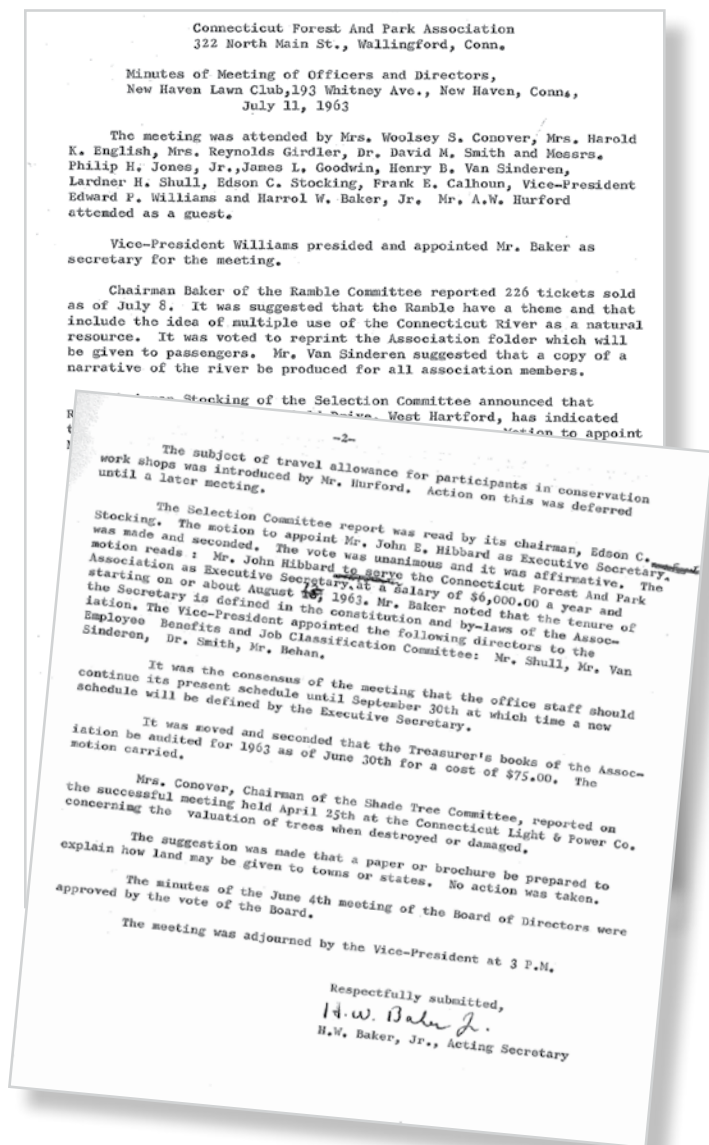 Connecticut Forest And Park Association
322 North Main St., Wallingford, Conn.
Minutes of Meeting of Officers and Directors,
New Haven Lawn Club,193 Whitney Ave., New Haven, Conn.,
July 11, 1963
The meeting was attended by Mrs. Woolsey S. Conover, Mrs. Harold
K. English, Mrs. Reynolds Girdler, Dr. David M. Smith and Messrs.
Philip H. Jones, Jr.,James L. Goodwin, Henry B. Van Sinderen,
Lardner H. Shull, Edson C. Stocking, Frank E. Calhoun, Vice-President
Edward P. Williams and Harrol W. Baker, Jr. Mr. A.W. Hurford
attended as a guest.
Vice-President Williams presided and appointed Mr. Baker as
secretary for the meeting.
Chairman Baker of the Ramble Committee reported 226 tickets sold
as of July 8. It was suggested that the Ramble have a theme and that
include the idea of multiple use of the Connecticut River as a natural
resource. It was voted to reprint the Association folder which will
be given to passengers. Mr. Van Sinderen suggested that a copy of a
narrative of the river be produced for all association members.
Stocking of the Selection Committee announced that
Drive, West Hartford, has indicated
Motion to appoint
-2-
The subject of travel allowance for participants in conservation
work shops was introduced by Mr. Hurford. Action on this was deferred
until a later meeting.
The Selection Committee report was read by its chairman, Edson C.
Stocking. The motion to appoint Mr. John E. Hibbard as Executive Secretary.
was made and seconded. The vote was unanimous and it was affirmative. The
motion reads : Mr. John Hibbard to serve the Connecticut Forest And Park
Association as Executive Secretary at a salary of $6,000.00 a year and
starting on or about August 1963. Mr. Baker noted that the tenure of
the Secretary is defined in the constitution and by-laws of the Assoc-
iation. The Vice-President appointed the following directors to the
Employee Benefits and Job Classification Committee: Mr. Shull, Mr. Van
Sinderen, Dr. Smith, Mr. Behan.
It was the consensus of the meeting that the office staff should
continue its present schedule until September 30th at which time a new
schedule will be defined by the Executive Secretary.
It was moved and seconded that the Treasurer's books of the Assoc-
iation be audited for 1963 as of June 30th for a cost of $75.00. The
motion carried.
Mrs. Conover, Chairman of the Shade Tree Committee, reported on
the successful meeting held April 25th at the Connecticut Light & Power Co.
concerning the valuation of trees when destroyed or damaged.
The suggestion was made that a paper or brochure be prepared to
explain how land may be given to towns or states. No action was taken.
The minutes of the June 4th meeting of the Board of Directors were
approved by the vote of the Board.
The meeting was adjourned by the Vice-President at 3 P.M.
Respectfully submitted,
H.W. Baker Jr.
H.W. Baker, Jr., Acting Secretary